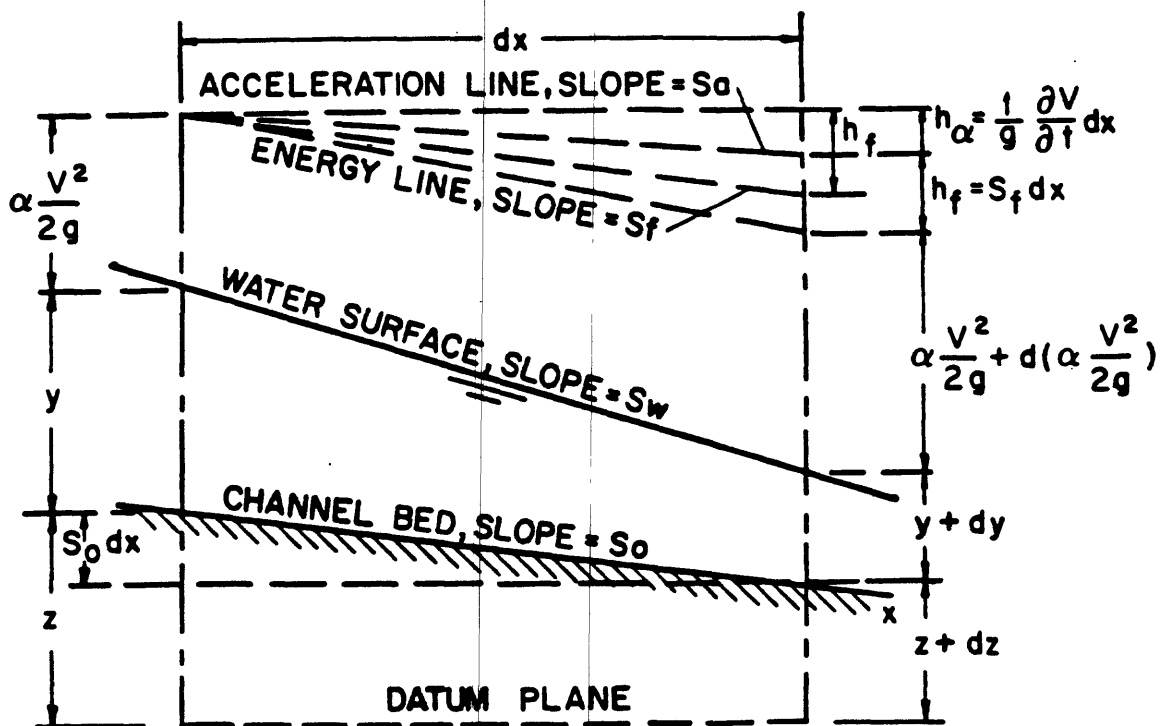 dx
ACCELERATION LINE, SLOPE = Sa
h_f
h_α = 1/g ∂V/∂t dx
ENERGY LINE, SLOPE = Sf
h_f = S_f dx
α V²/2g
WATER SURFACE, SLOPE = Sw
α V²/2g + d(α V²/2g)
y
CHANNEL BED, SLOPE = So
S_o dx
y + dy
x
z
z + dz
DATUM PLANE